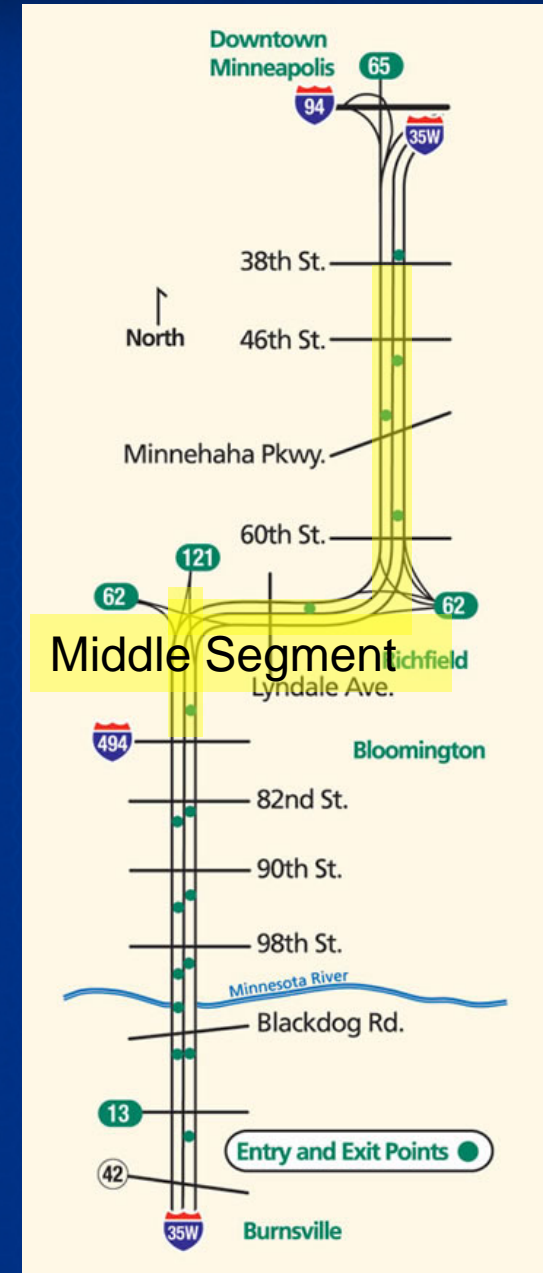 Downtown
Minneapolis
65
94
35W
38th St.
North
46th St.
Minnehaha Pkwy.
60th St.
121
62
62
Middle Segment
Richfield
Lyndale Ave.
494
Bloomington
82nd St.
90th St.
98th St.
Minnesota River
Blackdog Rd.
13
Entry and Exit Points
42
35W
Burnsville